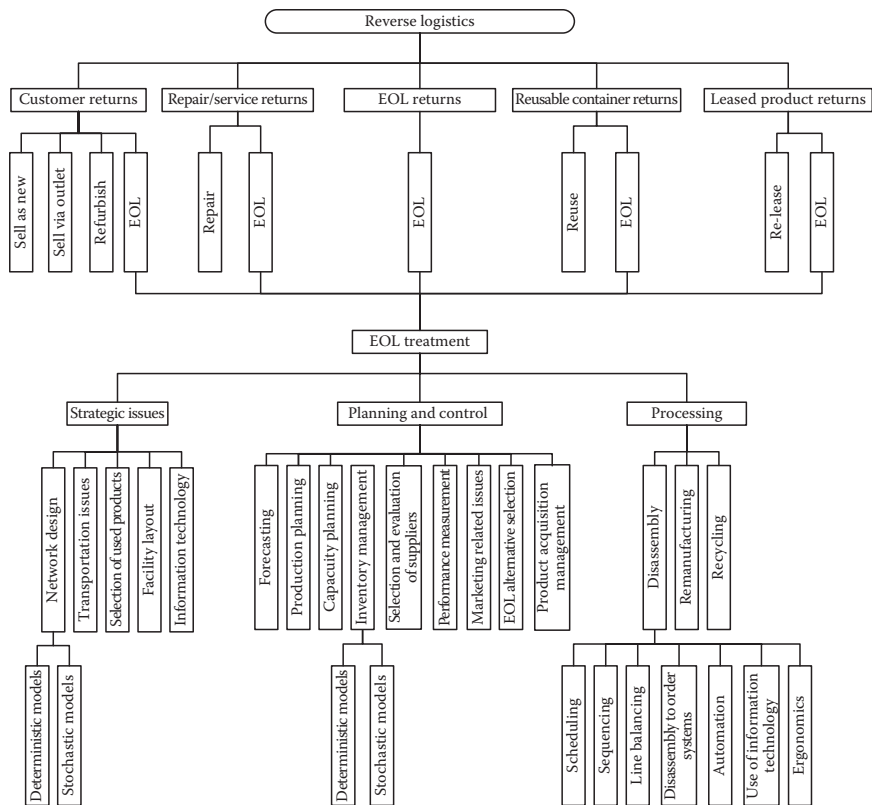 Reverse logistics
Customer returns
Repair/service returns
EOL returns
Reusable container returns
Leased product returns
Sell as new
Sell via outlet
Refurbish
EOL
Repair
EOL
EOL
Reuse
EOL
Re-lease
EOL
EOL treatment
Strategic issues
Planning and control
Processing
Network design
Transportation issues
Selection of used products
Facility layout
Information technology
Forecasting
Production planning
Capacuity planning
Inventory management
Selection and evaluation
of suppliers
Performance measurement
Marketing related issues
EOL alternative selection
Product acquisition
management
Disassembly
Remanufacturing
Recycling
Deterministic models
Stochastic models
Deterministic models
Stochastic models
Scheduling
Sequencing
Line balancing
Disassembly to order
systems
Automation
Use of information
technology
Ergonomics